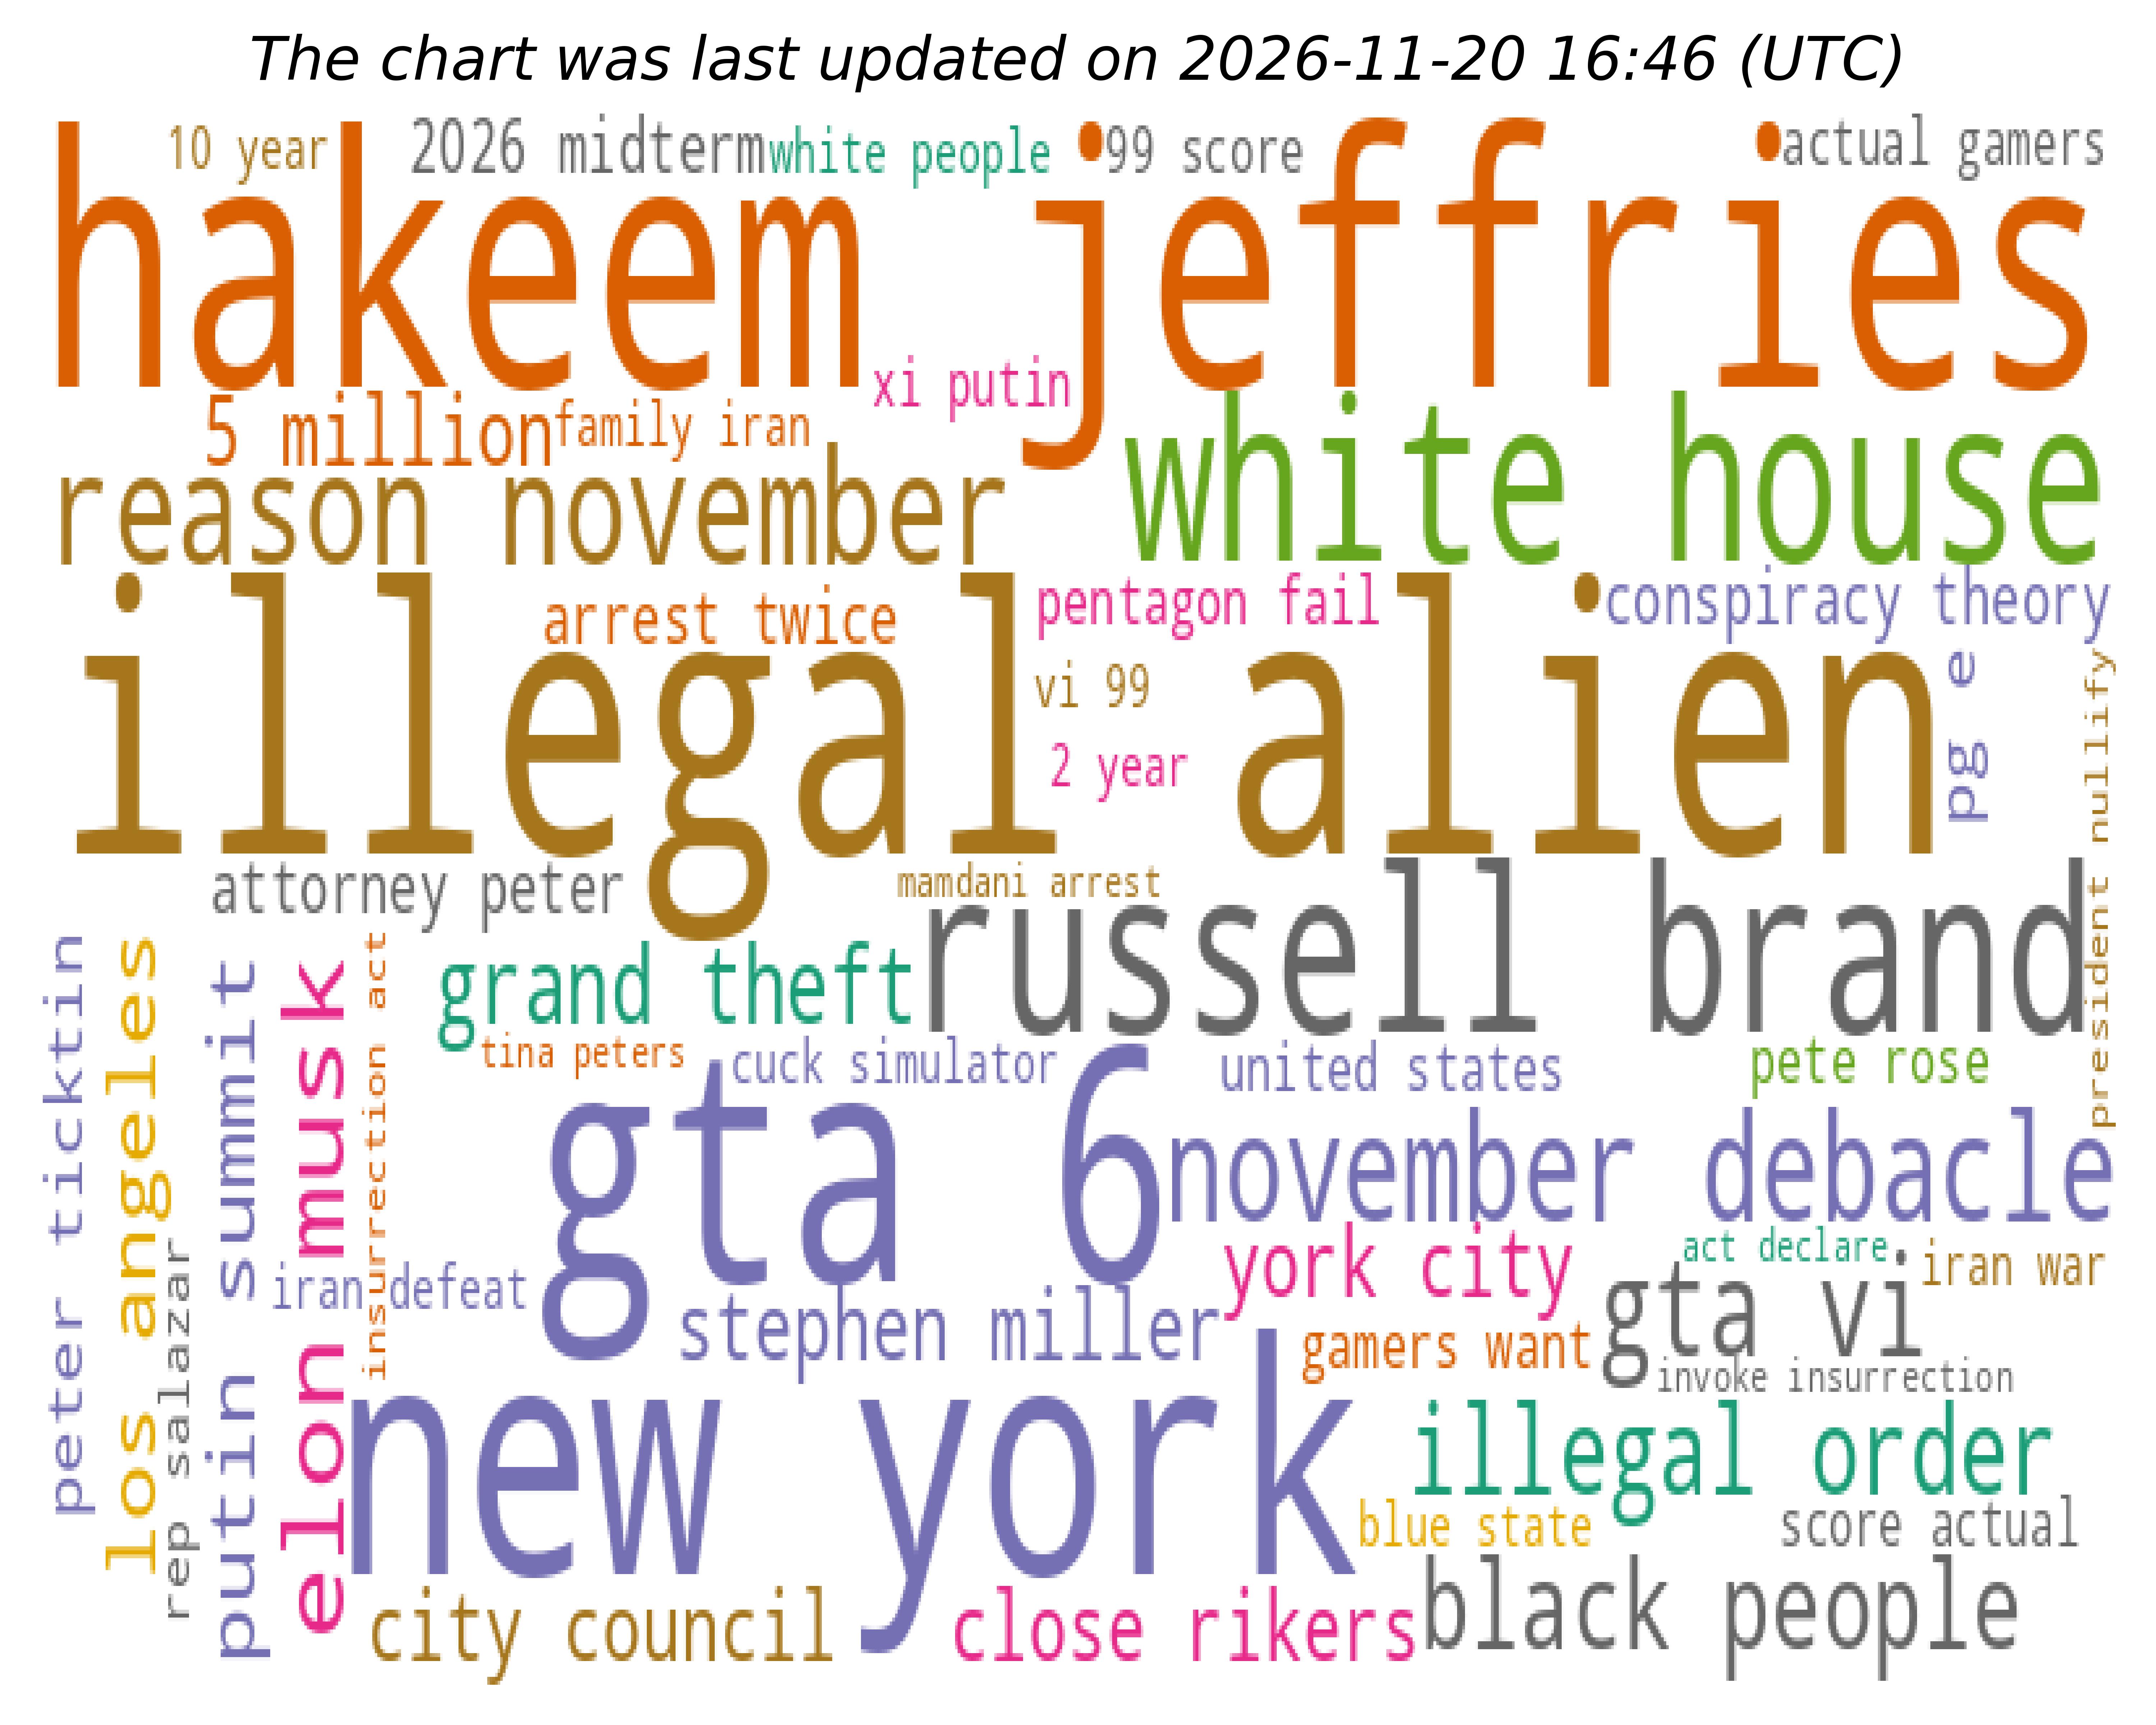 The chart was last updated on 2026-11-20 16:46 (UTC)
10 year
2026 midterm
white people
99 score
actual gamers
hakeem jeffries
xi putin
5 million
family iran
white house
reason november
illegal alien
arrest twice
pentagon fail
conspiracy theory
vi 99
2 year
pg e
president nullify
attorney peter
mamdani arrest
russell brand
grand theft
peter ticktin
los angeles
rep salazar
putin summit
elon musk
insurrection act
tina peters
cuck simulator
united states
pete rose
gta 6
november debacle
york city
act declare
iran war
iran defeat
stephen miller
gta vi
gamers want
invoke insurrection
new york
illegal order
blue state
score actual
city council
close rikers
black people